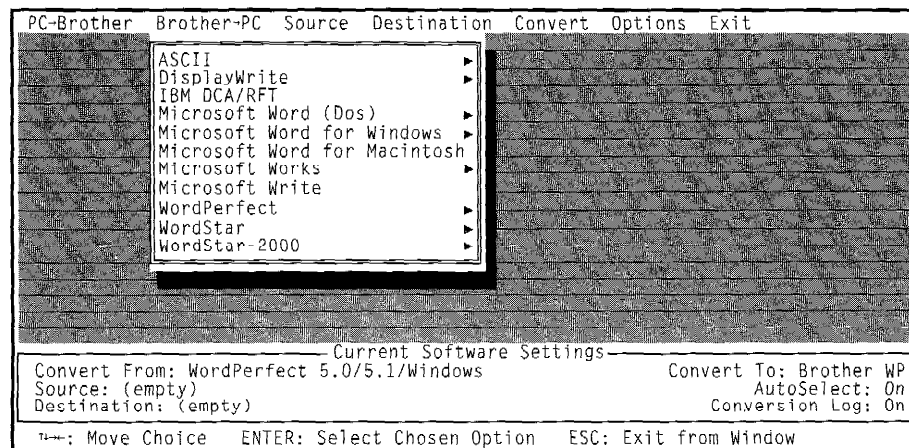 PC→Brother Brother→PC Source Destination Convert Options Exit
ASCII ►
DisplayWrite ►
IBM DCA/RFT
Microsoft Word (Dos) ►
Microsoft Word for Windows ►
Microsoft Word for Macintosh
Microsoft Works ►
Microsoft Write
WordPerfect ►
WordStar ►
WordStar-2000 ►
Current Software Settings
Convert From: WordPerfect 5.0/5.1/Windows Convert To: Brother WP
Source: (empty) AutoSelect: On
Destination: (empty) Conversion Log: On
↑↓→←: Move Choice ENTER: Select Chosen Option ESC: Exit from Window